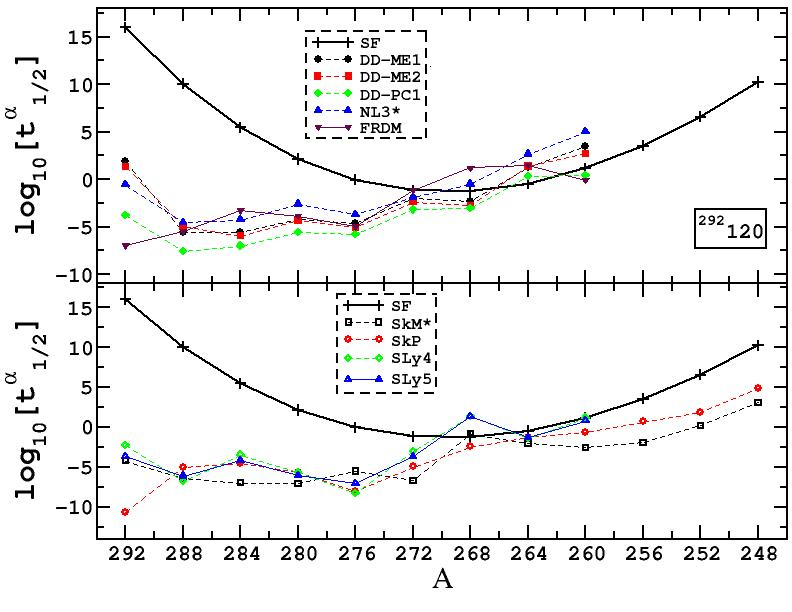 15
10
5
0
−5
−10
log10[tα1/2]
SF
DD−ME1
DD−ME2
DD−PC1
NL3*
FRDM
292120
15
10
5
0
−5
−10
log10[tα1/2]
SF
SkM*
SkP
SLy4
SLy5
292 288 284 280 276 272 268 264 260 256 252 248
A